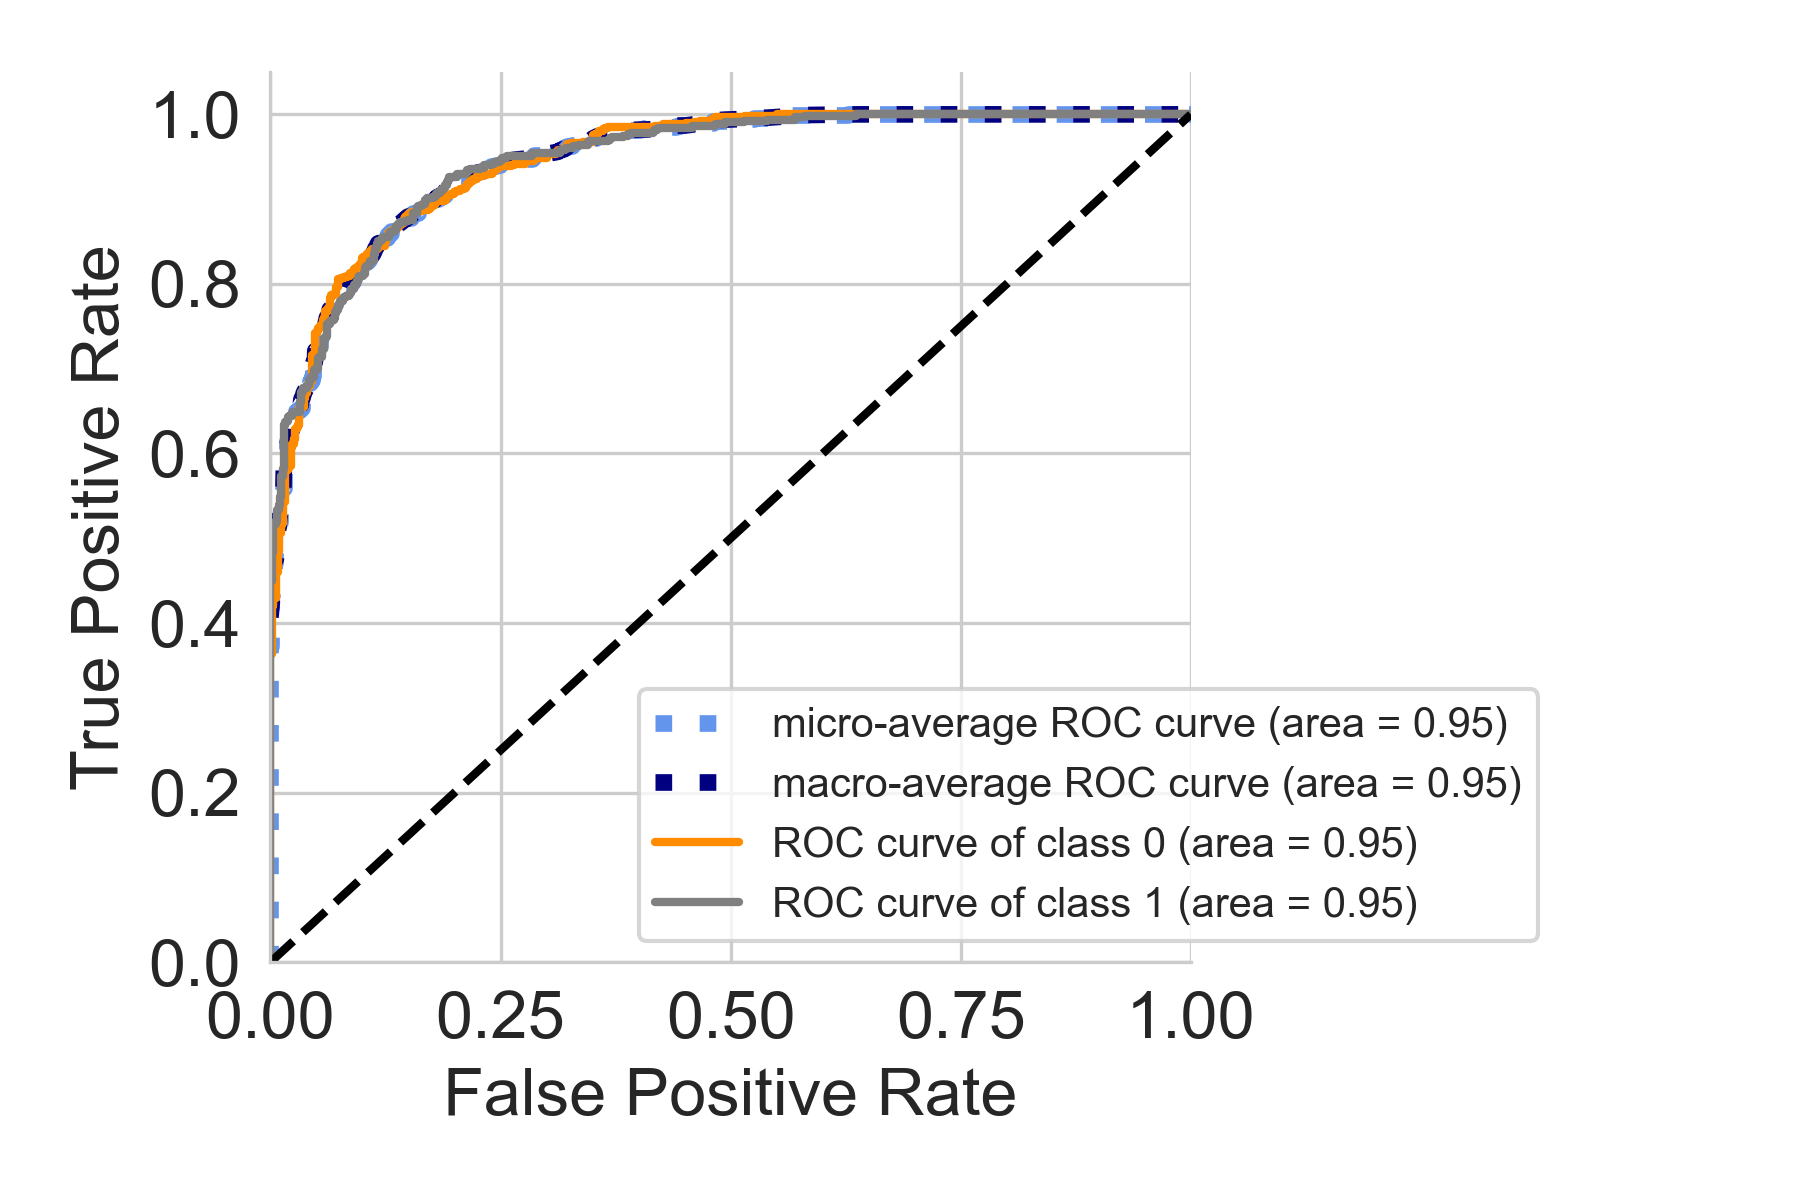 True Positive Rate
1.0
0.8
0.6
0.4
0.2
0.0
0.00 0.25 0.50 0.75 1.00
False Positive Rate
micro-average ROC curve (area = 0.95)
macro-average ROC curve (area = 0.95)
ROC curve of class 0 (area = 0.95)
ROC curve of class 1 (area = 0.95)